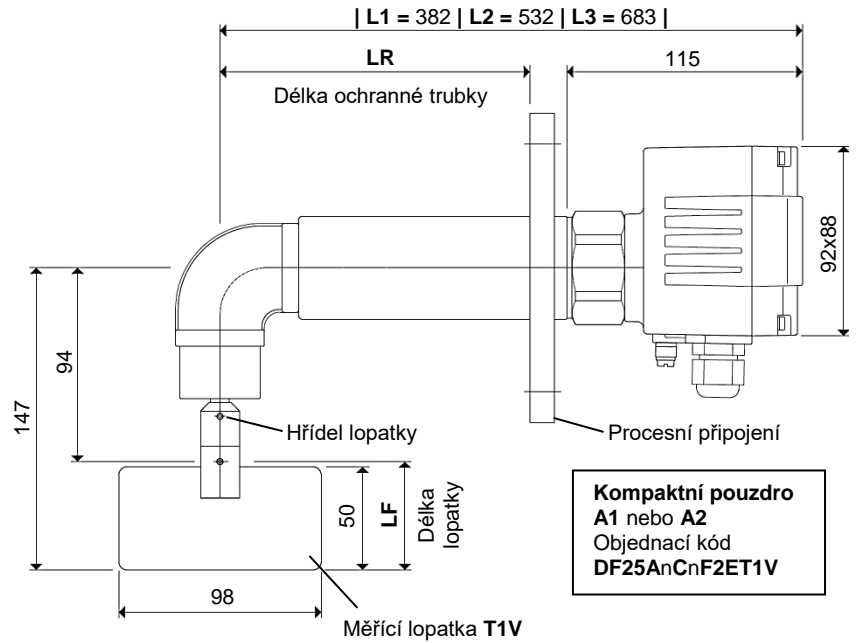 | L1 = 382 | L2 = 532 | L3 = 683 |
LR
115
Délka ochranné trubky
92x88
94
147
Hřídel lopatky
Procesní připojení
50
LF
Délka
lopatky
98
Měřící lopatka T1V
Kompaktní pouzdro
A1 nebo A2
Objednací kód
DF25AnCnF2ET1V